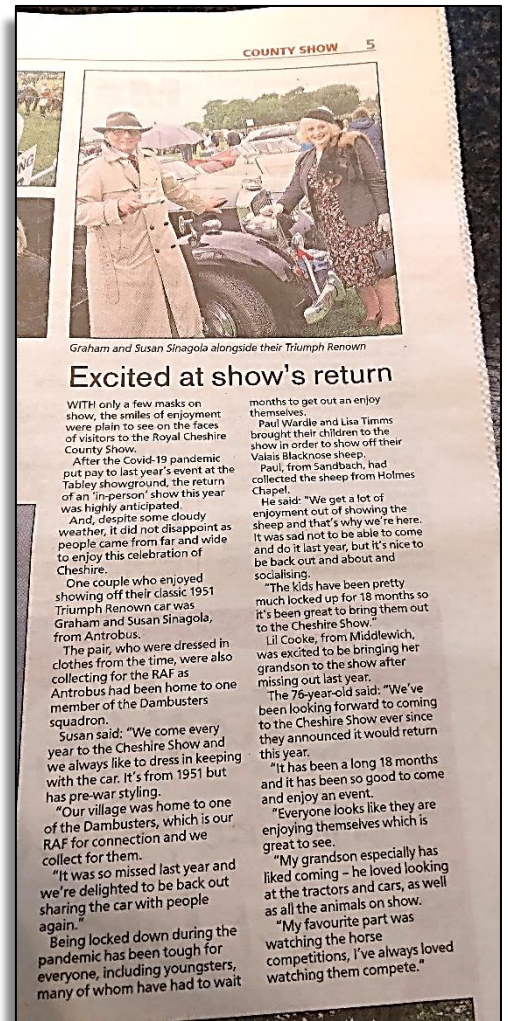 COUNTY SHOW 5
Graham and Susan Sinagola alongside their Triumph Renown
Excited at show's return
WITH only a few masks on
show, the smiles of enjoyment
were plain to see on the faces
of visitors to the Royal Cheshire
County Show.
After the Covid-19 pandemic
put pay to last year's event at the
Tabley showground, the return
of an 'in-person' show this year
was highly anticipated.
And, despite some cloudy
weather, it did not disappoint as
people came from far and wide
to enjoy this celebration of
Cheshire.
One couple who enjoyed
showing off their classic 1951
Triumph Renown car was
Graham and Susan Sinagola,
from Antrobus.
The pair, who were dressed in
clothes from the time, were also
collecting for the RAF as
Antrobus had been home to one
member of the Dambusters
squadron.
Susan said: "We come every
year to the Cheshire Show and
we always like to dress in keeping
with the car. It's from 1951 but
has pre-war styling.
"Our village was home to one
of the Dambusters, which is our
RAF for connection and we
collect for them.
"It was so missed last year and
we're delighted to be back out
sharing the car with people
again."
Being locked down during the
pandemic has been tough for
everyone, including youngsters,
many of whom have had to wait
months to get out an enjoy
themselves.
Paul Wardle and Lisa Timms
brought their children to the
show in order to show off their
Valais Blacknose sheep.
Paul, from Sandbach, had
collected the sheep from Holmes
Chapel.
He said: "We get a lot of
enjoyment out of showing the
sheep and that's why we're here.
It was sad not to be able to come
and do it last year, but it's nice to
be back out and about and
socialising.
"The kids have been pretty
much locked up for 18 months so
it's been great to bring them out
to the Cheshire Show."
Lil Cooke, from Middlewich,
was excited to be bringing her
grandson to the show after
missing out last year.
The 76-year-old said: "We've
been looking forward to coming
to the Cheshire Show ever since
they announced it would return
this year.
"It has been a long 18 months
and it has been so good to come
and enjoy an event.
"Everyone looks like they are
enjoying themselves which is
great to see.
"My grandson especially has
liked coming – he loved looking
at the tractors and cars, as well
as all the animals on show.
"My favourite part was
watching the horse
competitions, I've always loved
watching them compete."